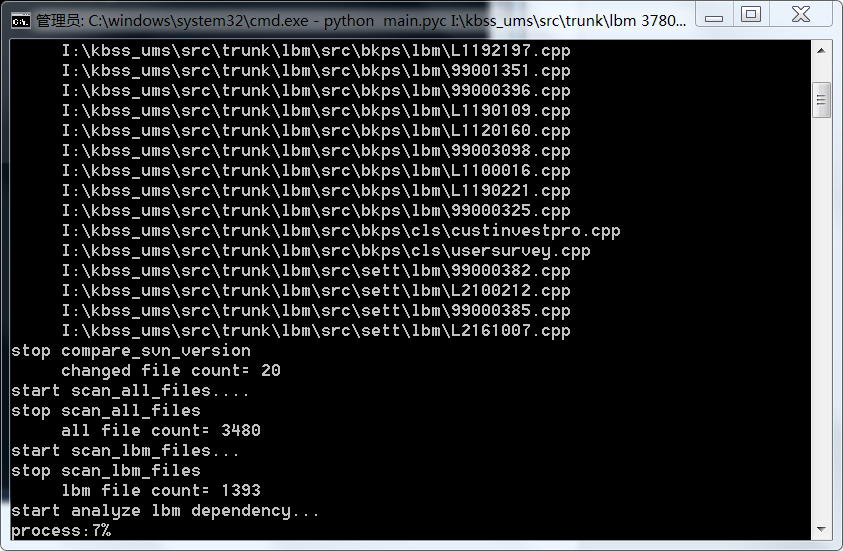 管理员: C:\windows\system32\cmd.exe - python  main.pyc I:\kbss_ums\src\trunk\lbm 3780...
I:\kbss_ums\src\trunk\lbm\src\bkps\lbm\L1192197.cpp
I:\kbss_ums\src\trunk\lbm\src\bkps\lbm\99001351.cpp
I:\kbss_ums\src\trunk\lbm\src\bkps\lbm\99000396.cpp
I:\kbss_ums\src\trunk\lbm\src\bkps\lbm\L1190109.cpp
I:\kbss_ums\src\trunk\lbm\src\bkps\lbm\L1120160.cpp
I:\kbss_ums\src\trunk\lbm\src\bkps\lbm\99003098.cpp
I:\kbss_ums\src\trunk\lbm\src\bkps\lbm\L1100016.cpp
I:\kbss_ums\src\trunk\lbm\src\bkps\lbm\L1190221.cpp
I:\kbss_ums\src\trunk\lbm\src\bkps\lbm\99000325.cpp
I:\kbss_ums\src\trunk\lbm\src\bkps\cls\custinvestpro.cpp
I:\kbss_ums\src\trunk\lbm\src\bkps\cls\usersurvey.cpp
I:\kbss_ums\src\trunk\lbm\src\sett\lbm\99000382.cpp
I:\kbss_ums\src\trunk\lbm\src\sett\lbm\L2100212.cpp
I:\kbss_ums\src\trunk\lbm\src\sett\lbm\99000385.cpp
I:\kbss_ums\src\trunk\lbm\src\sett\lbm\L2161007.cpp
stop compare_svn_version
changed file count= 20
start scan_all_files....
stop scan_all_files
all file count= 3480
start scan_lbm_files...
stop scan_lbm_files
lbm file count= 1393
start analyze lbm dependency...
process:7%